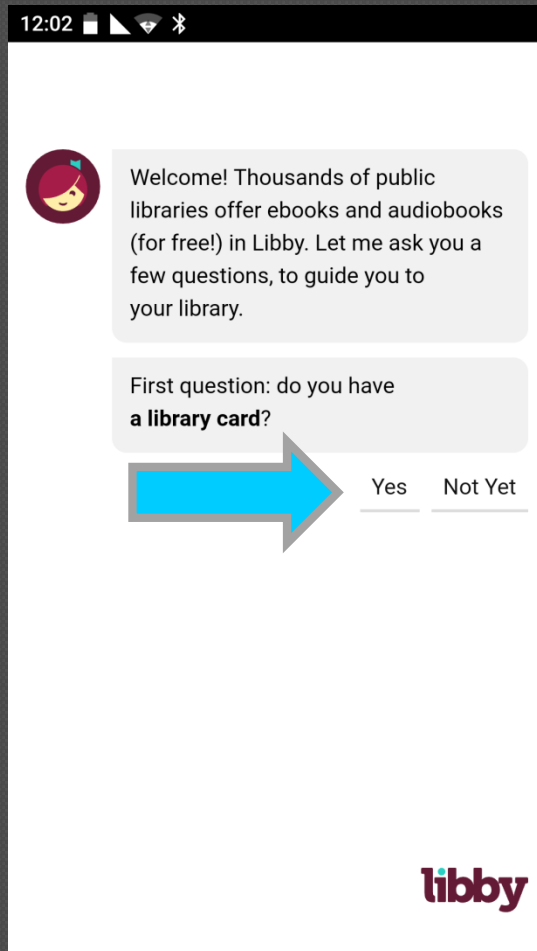 12:02
Welcome! Thousands of public
libraries offer ebooks and audiobooks
(for free!) in Libby. Let me ask you a
few questions, to guide you to
your library.
First question: do you have
a library card?
Yes Not Yet
libby